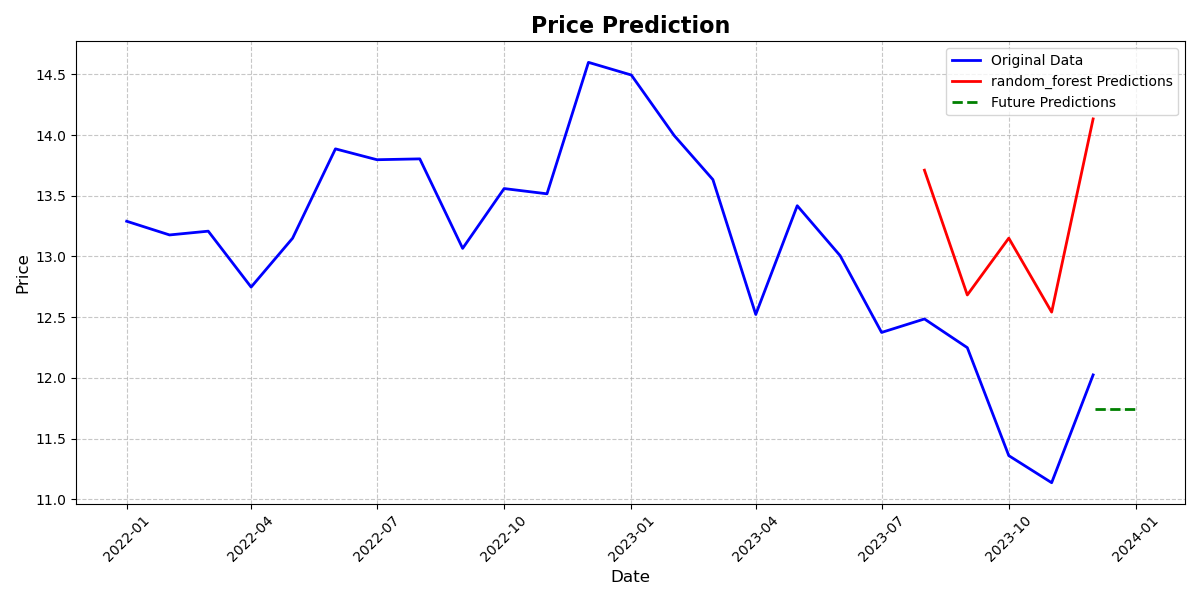 Price Prediction
Original Data
random_forest Predictions
Future Predictions
Price
14.5
14.0
13.5
13.0
12.5
12.0
11.5
11.0
2022-01
2022-04
2022-07
2022-10
2023-01
2023-04
2023-07
2023-10
2024-01
Date